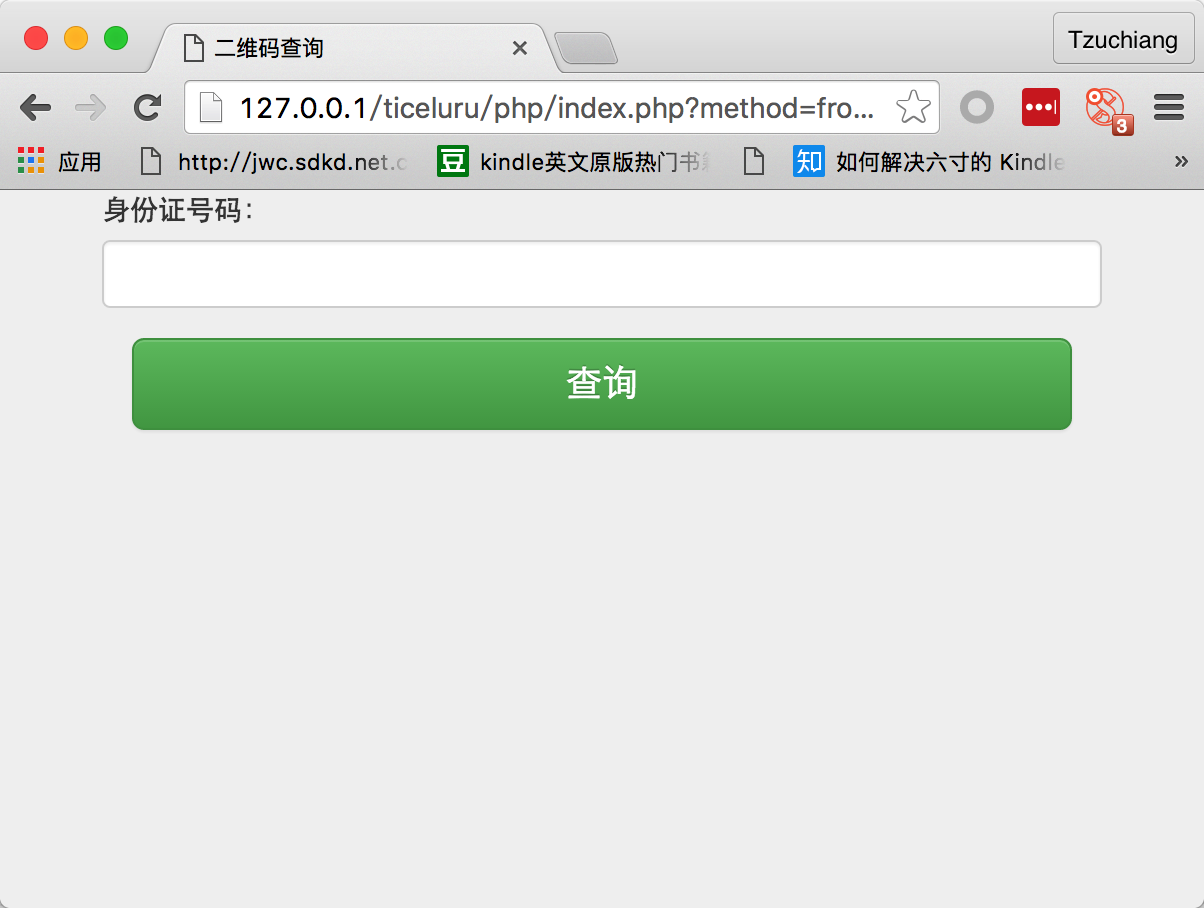 二维码查询
Tzuchiang
127.0.0.1/ticeluru/php/index.php?method=fro...
3
应用
http://jwc.sdkd.net.c
豆
kindle英文原版热门书
知
如何解决六寸的 Kindle
»
身份证号码：
查询